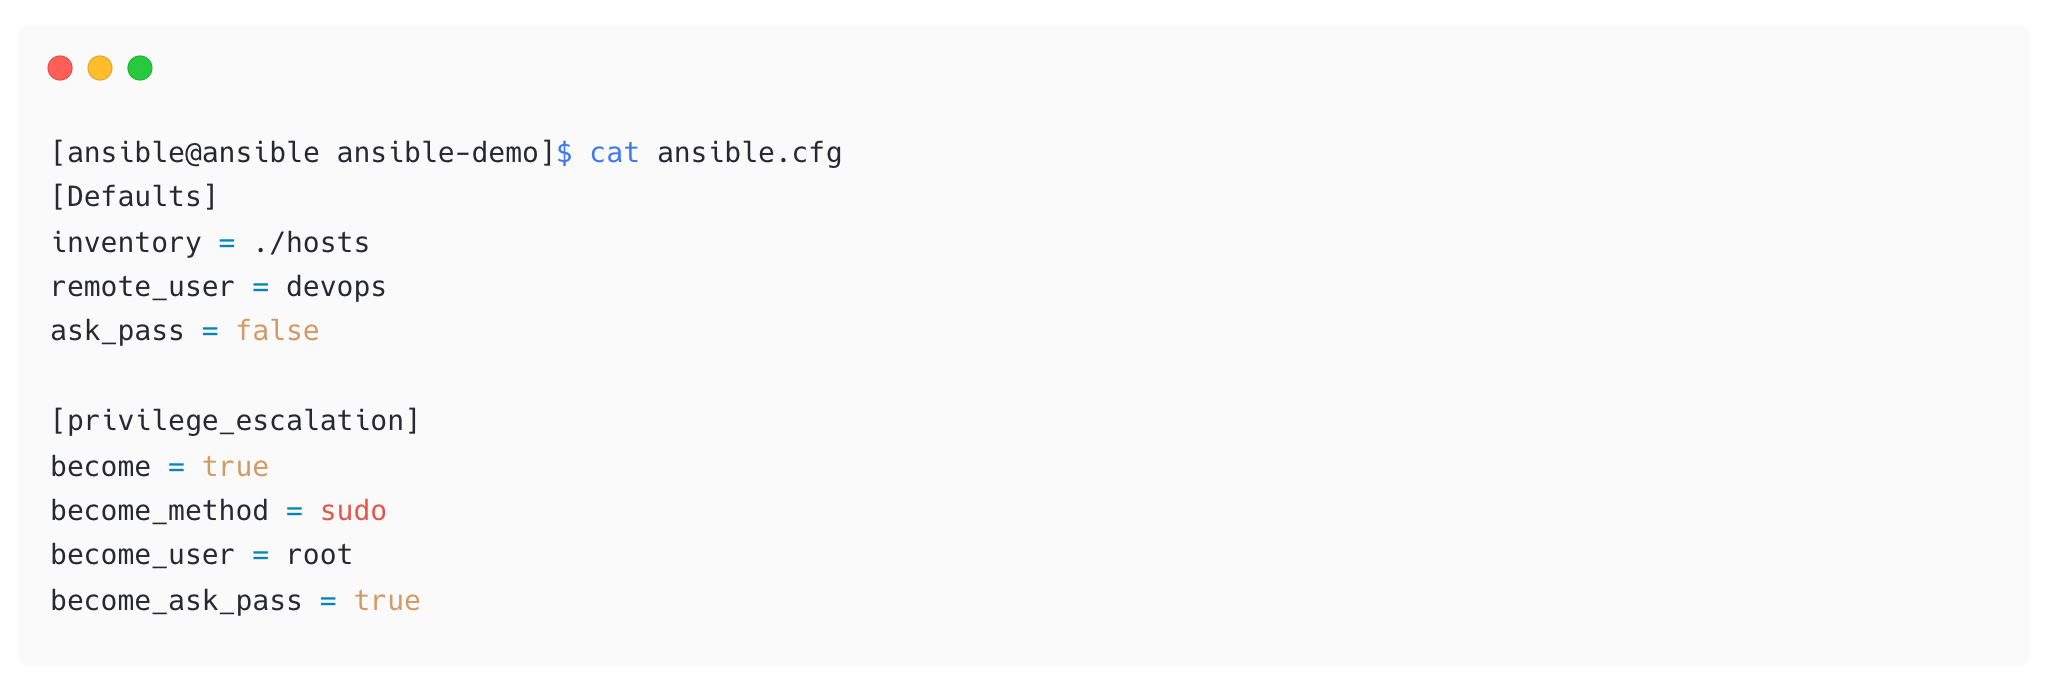 [ansible@ansible ansible-demo]$ cat ansible.cfg
[Defaults]
inventory = ./hosts
remote_user = devops
ask_pass = false
[privilege_escalation]
become = true
become_method = sudo
become_user = root
become_ask_pass = true